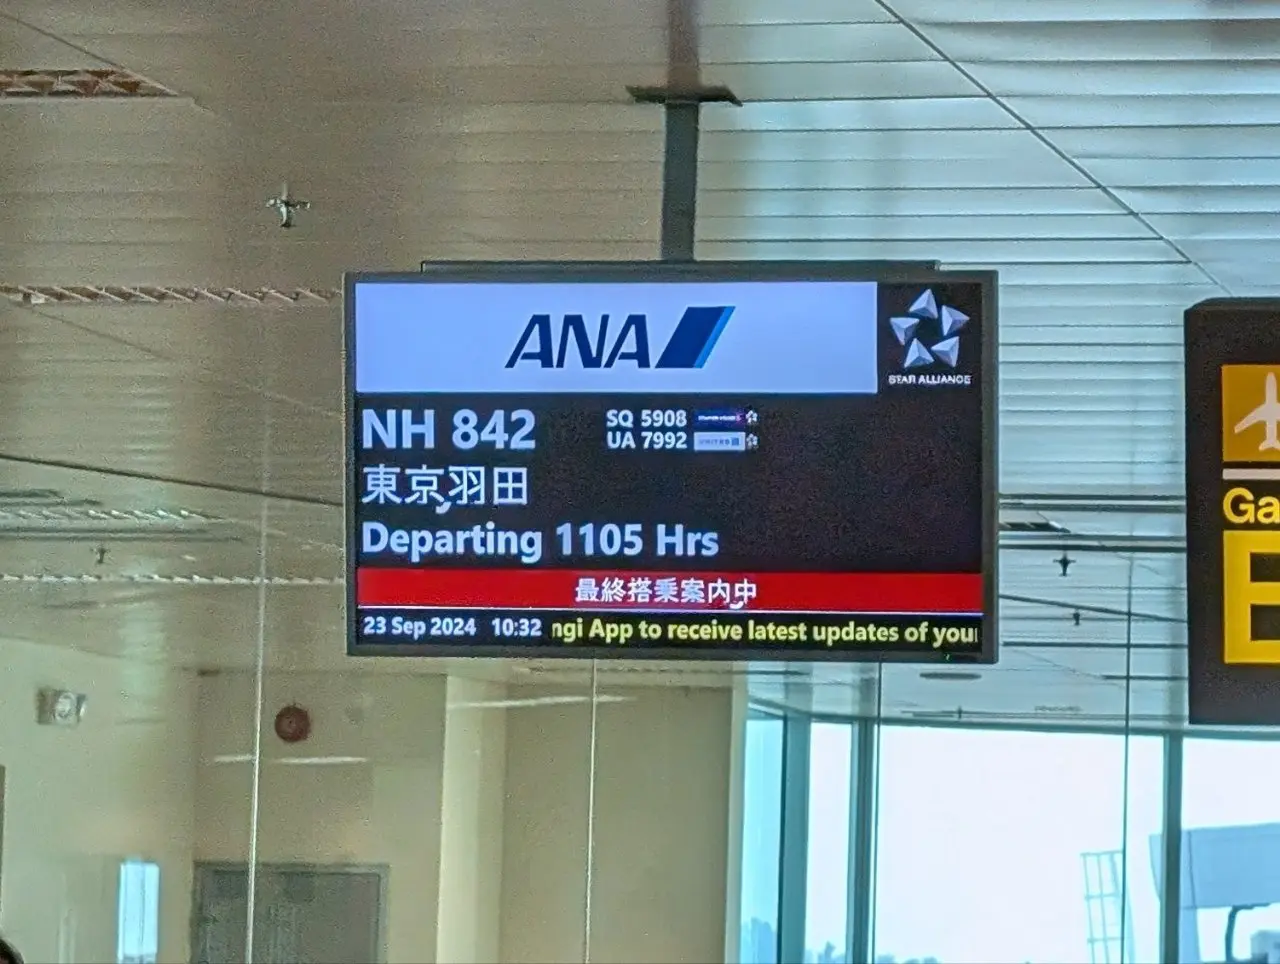 ANA
STAR ALLIANCE
NH 842
SQ 5908
UA 7992 UNITED
東京羽田
Departing 1105 Hrs
最終搭乗案内中
23 Sep 2024 10:32 ngi App to receive latest updates of your
Ga
E